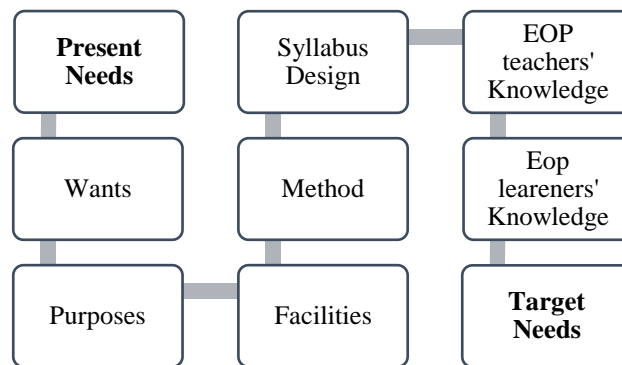 Present
Needs
Wants
Purposes
Facilities
Method
Syllabus
Design
EOP
teachers'
Knowledge
Eop
leareners'
Knowledge
Target
Needs